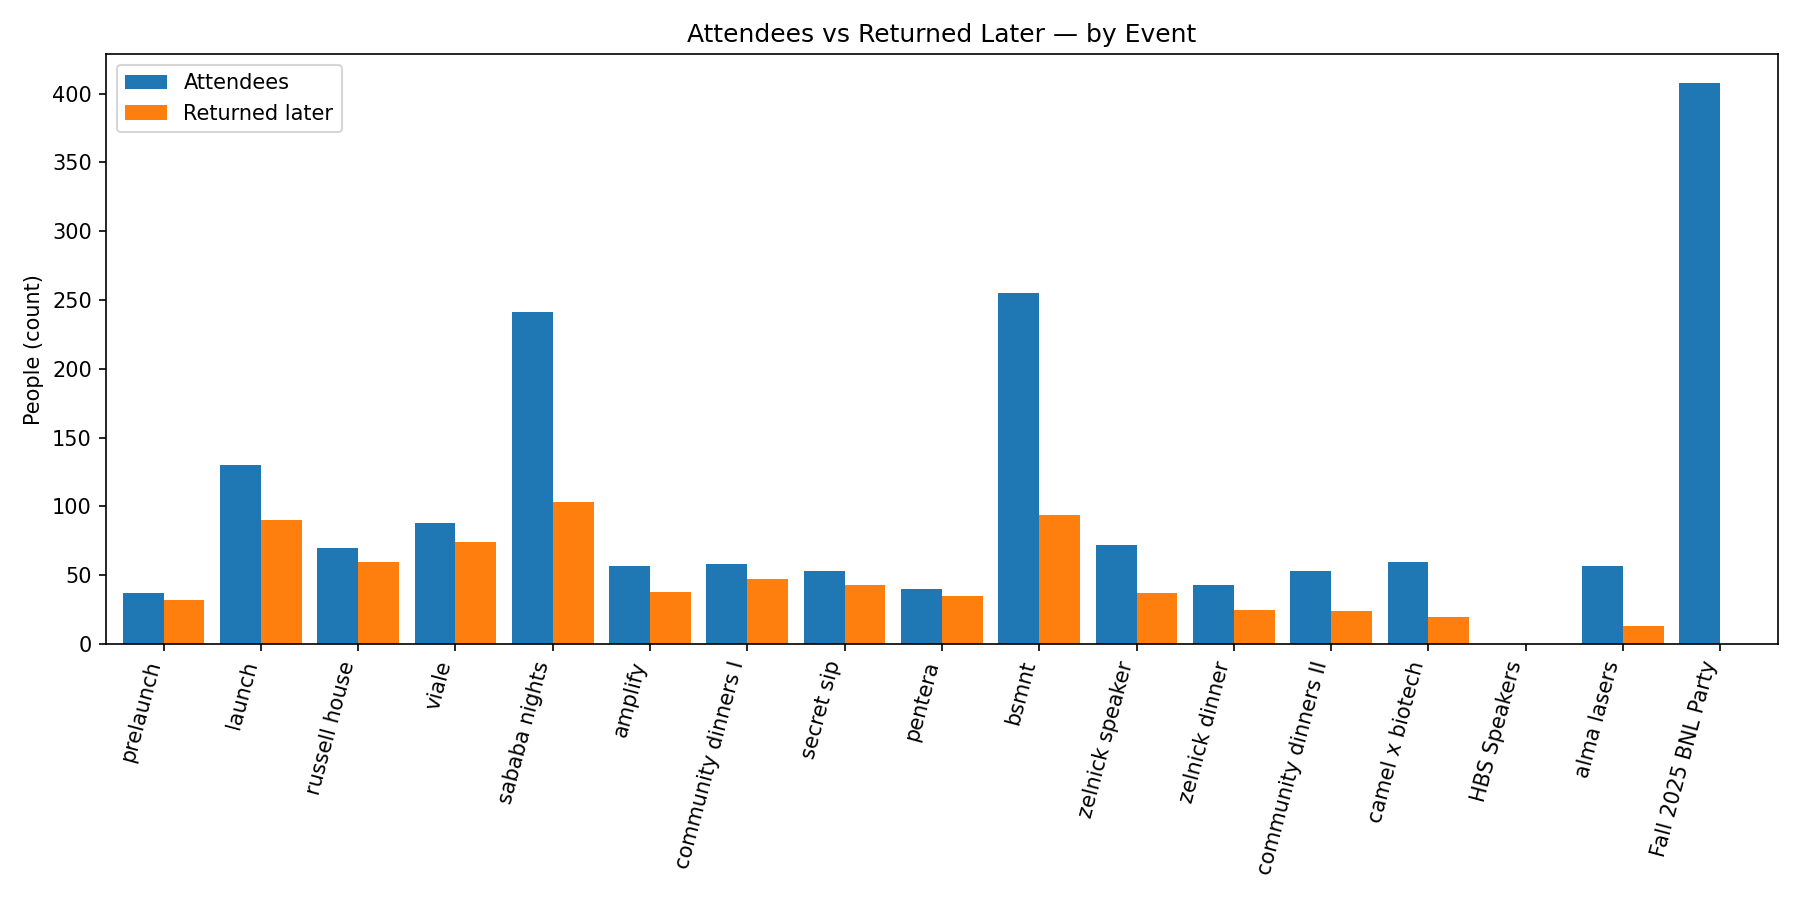 Attendees vs Returned Later — by Event
Attendees
Returned later
People (count)
400
350
300
250
200
150
100
50
0
prelaunch
launch
russell house
viale
sababa nights
amplify
community dinners I
secret sip
pentera
bsmnt
zelnick speaker
zelnick dinner
community dinners II
camel x biotech
HBS Speakers
alma lasers
Fall 2025 BNL Party